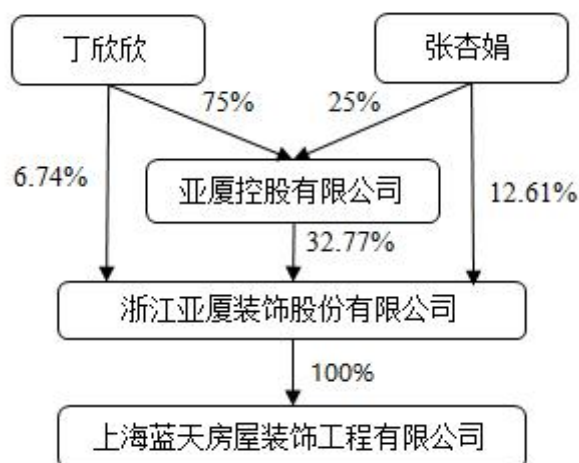 丁欣欣
张杏娟
75%
25%
6.74%
亚厦控股有限公司
12.61%
32.77%
浙江亚厦装饰股份有限公司
100%
上海蓝天房屋装饰工程有限公司